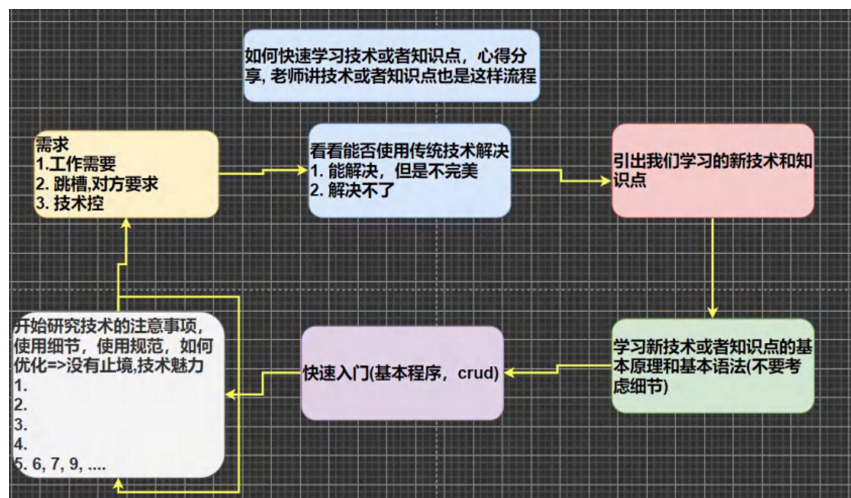 如何快速学习技术或者知识点，心得分
享, 老师讲技术或者知识点也是这样流程
需求
1.工作需要
2. 跳槽,对方要求
3. 技术控
看看能否使用传统技术解决
1. 能解决，但是不完美
2. 解决不了
引出我们学习的新技术和知
识点
学习新技术或者知识点的基
本原理和基本语法(不要考
虑细节)
快速入门(基本程序，crud)
开始研究技术的注意事项，
使用细节，使用规范，如何
优化=>没有止境,技术魅力
1.
2.
3.
4.
5. 6, 7, 9, ....